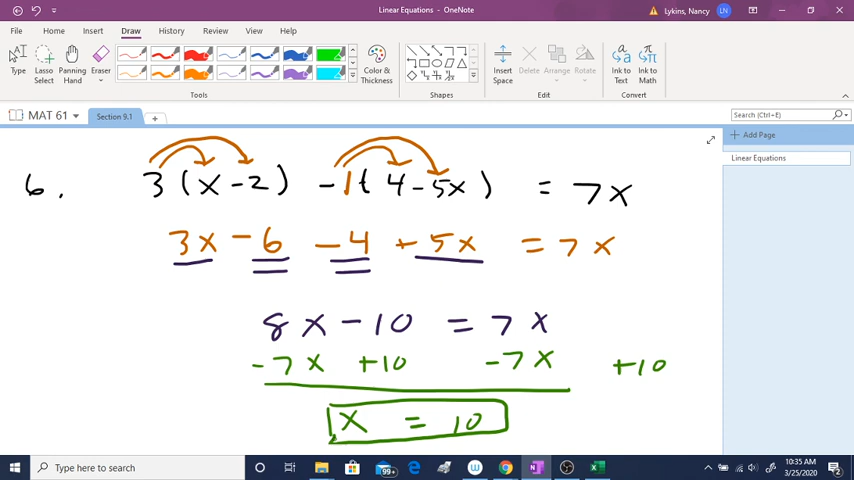 Linear Equations - OneNote
Lykins, Nancy
LN
File Home Insert Draw History Review View Help
Type
Lasso Select
Panning Hand
Eraser
Color & Thickness
Insert Space
Delete
Arrange
Rotate
Ink to Text
Ink to Math
Tools
Shapes
Edit
Convert
MAT 61
Section 9.1
Search (Ctrl+E)
Add Page
Linear Equations
6. 3(x-2) -1(4-5x) = 7x
3x -6 -4 +5x = 7x
8x-10 = 7x
-7x +10 -7x +10
x = 10
Type here to search
99+
10:35 AM
3/25/2020
2